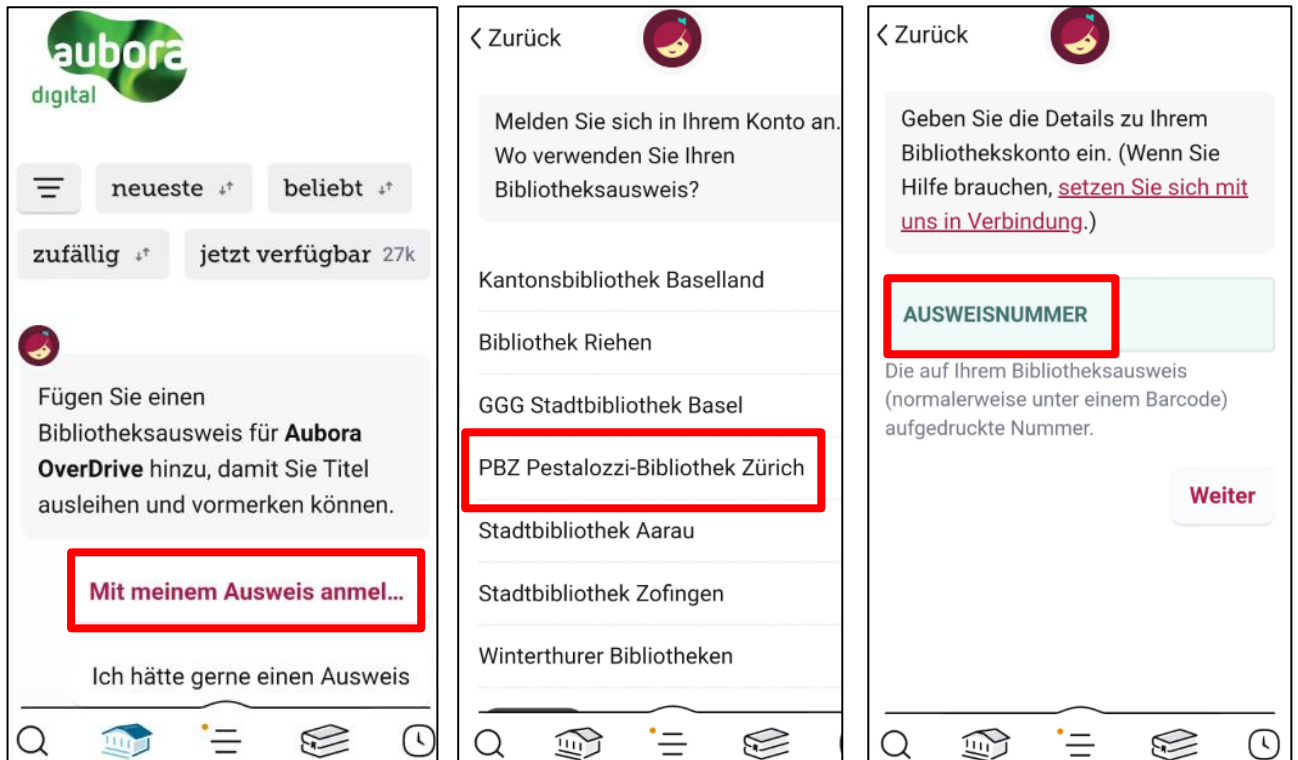 aubora
digital
neueste
beliebt
zufällig
jetzt verfügbar 27k
Fügen Sie einen
Bibliotheksausweis für Aubora
OverDrive hinzu, damit Sie Titel
ausleihen und vormerken können.
Mit meinem Ausweis anmel...
Ich hätte gerne einen Ausweis
Zurück
Melden Sie sich in Ihrem Konto an.
Wo verwenden Sie Ihren
Bibliotheksausweis?
Kantonsbibliothek Baselland
Bibliothek Riehen
GGG Stadtbibliothek Basel
PBZ Pestalozzi-Bibliothek Zürich
Stadtbibliothek Aarau
Stadtbibliothek Zofingen
Winterthurer Bibliotheken
Zurück
Geben Sie die Details zu Ihrem
Bibliothekskonto ein. (Wenn Sie
Hilfe brauchen, setzen Sie sich mit
uns in Verbindung.)
AUSWEISNUMMER
Die auf Ihrem Bibliotheksausweis
(normalerweise unter einem Barcode)
aufgedruckte Nummer.
Weiter